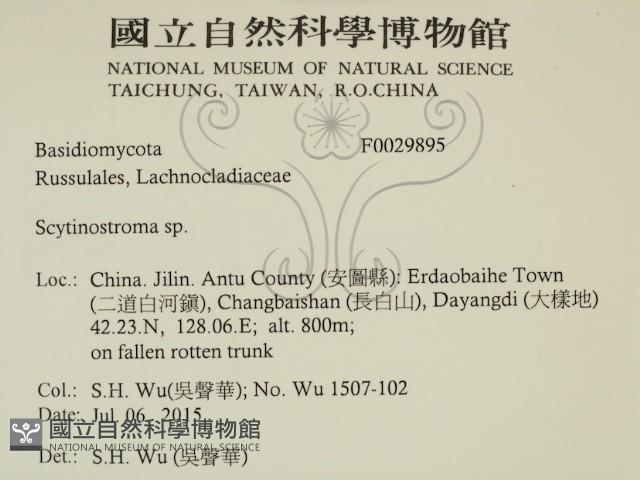 國立自然科學博物館
NATIONAL MUSEUM OF NATURAL SCIENCE
TAICHUNG, TAIWAN, R.O.CHINA
Basidiomycota F0029895
Russulales, Lachnocladiaceae
Scytinostroma sp.
Loc.: China. Jilin. Antu County (安圖縣): Erdaobaihe Town
(二道白河鎭), Changbaishan (長白山), Dayangdi (大樣地)
42.23.N, 128.06.E; alt. 800m;
on fallen rotten trunk
Col.: S.H. Wu(吳聲華); No. Wu 1507-102
Date: Jul. 06, 2015
國立自然科學博物館
NATIONAL MUSEUM OF NATURAL SCIENCE
Det.: S.H. Wu (吳聲華)